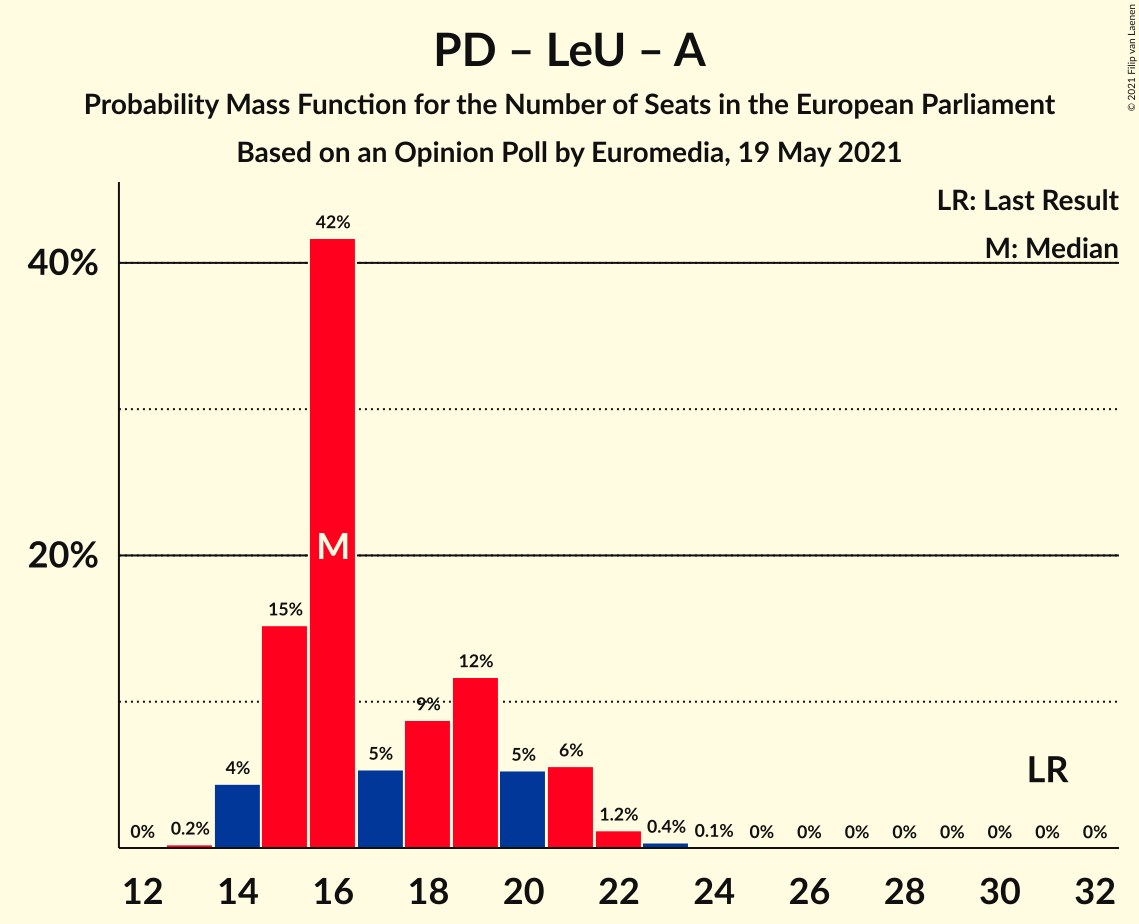 PD – LeU – A
Probability Mass Function for the Number of Seats in the European Parliament
Based on an Opinion Poll by Euromedia, 19 May 2021
© 2021 Filip van Laenen
LR: Last Result
M: Median
40%
20%
0%
0.2%
4%
15%
42%
M
5%
9%
12%
5%
6%
1.2%
0.4%
0.1%
0%
0%
0%
0%
0%
0%
0%
0%
LR
12 14 16 18 20 22 24 26 28 30 32